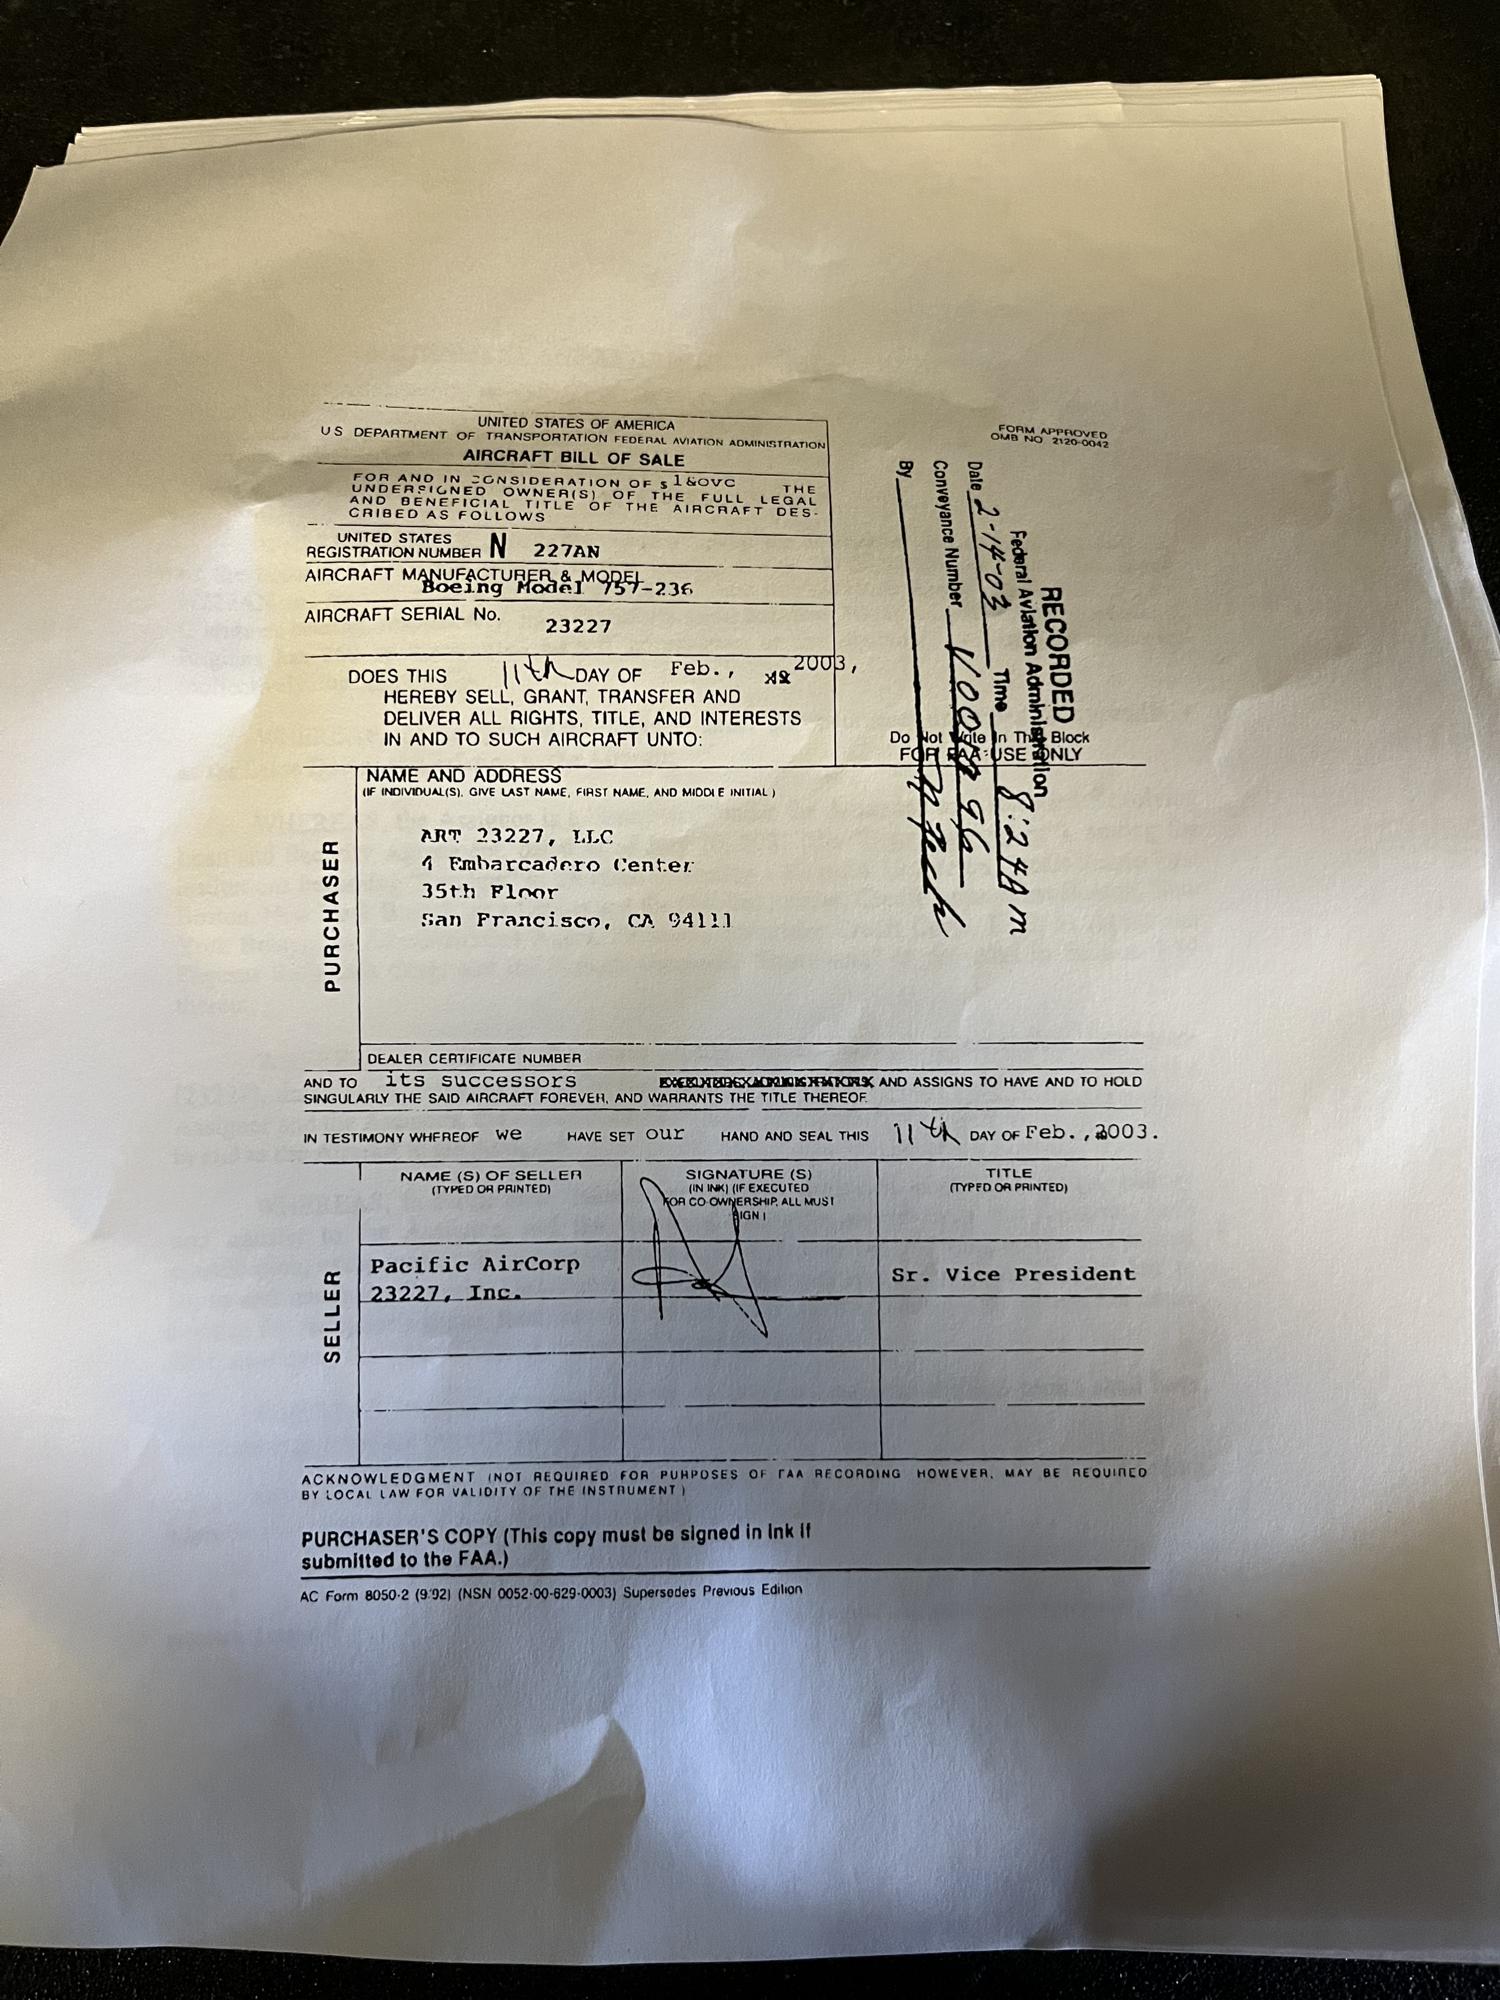 UNITED STATES OF AMERICA
U S DEPARTMENT OF TRANSPORTATION FEDERAL AVIATION ADMINISTRATION
AIRCRAFT BILL OF SALE
FOR AND IN CONSIDERATION OF $ 1&OVC THE
UNDERSIGNED OWNER(S) OF THE FULL LEGAL
AND BENEFICIAL TITLE OF THE AIRCRAFT DES-
CRIBED AS FOLLOWS
UNITED STATES
REGISTRATION NUMBER N 227AN
AIRCRAFT MANUFACTURER & MODEL
Boeing Model 757-236
AIRCRAFT SERIAL No.
23227
DOES THIS 11th DAY OF Feb., 2003,
HEREBY SELL, GRANT, TRANSFER AND
DELIVER ALL RIGHTS, TITLE, AND INTERESTS
IN AND TO SUCH AIRCRAFT UNTO:
FORM APPROVED
OMB NO. 2120-0042
RECORDED
Federal Aviation Administration
Date 2-14-03 Time 8:24 A m
Conveyance Number
By
Do Not Write In This Block
FOR FAA USE ONLY
PURCHASER
NAME AND ADDRESS
(IF INDIVIDUAL(S), GIVE LAST NAME, FIRST NAME, AND MIDDLE INITIAL )
ART 23227, LLC
4 Embarcadero Center
35th Floor
San Francisco, CA 94111
DEALER CERTIFICATE NUMBER
AND TO its successors AND ASSIGNS TO HAVE AND TO HOLD
SINGULARLY THE SAID AIRCRAFT FOREVER, AND WARRANTS THE TITLE THEREOF.
IN TESTIMONY WHEREOF we HAVE SET our HAND AND SEAL THIS 11th DAY OF Feb., 2003.
SELLER
NAME (S) OF SELLER
(TYPED OR PRINTED)
SIGNATURE (S)
(IN INK) (IF EXECUTED
FOR CO-OWNERSHIP, ALL MUST
SIGN )
TITLE
(TYPED OR PRINTED)
Pacific AirCorp
23227, Inc.
Sr. Vice President
ACKNOWLEDGMENT (NOT REQUIRED FOR PURPOSES OF FAA RECORDING HOWEVER, MAY BE REQUIRED
BY LOCAL LAW FOR VALIDITY OF THE INSTRUMENT )
PURCHASER'S COPY (This copy must be signed in ink if
submitted to the FAA.)
AC Form 8050-2 (9/92) (NSN 0052-00-629-0003) Supersedes Previous Edition